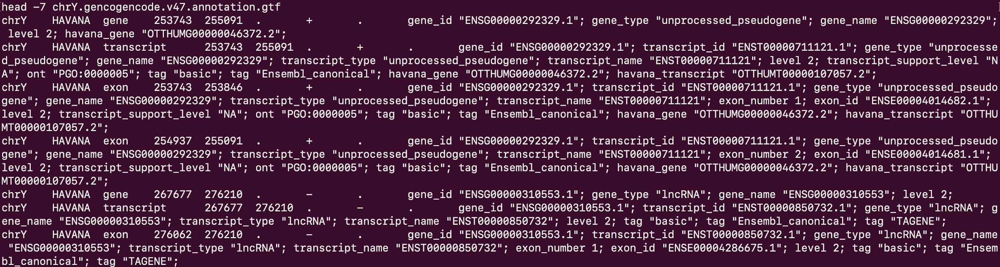 head -7 chrY.gencogencode.v47.annotation.gtf
chrY	HAVANA	gene	253743	255091	.	+	.	gene_id "ENSG00000292329.1"; gene_type "unprocessed_pseudogene"; gene_name "ENSG00000292329";
 level 2; havana_gene "OTTHUMG00000046372.2";
chrY	HAVANA	transcript	253743	255091	.	+	.	gene_id "ENSG00000292329.1"; transcript_id "ENST00000711121.1"; gene_type "unprocesse
d_pseudogene"; gene_name "ENSG00000292329"; transcript_type "unprocessed_pseudogene"; transcript_name "ENST00000711121"; level 2; transcript_support_level "N
A"; ont "PGO:0000005"; tag "basic"; tag "Ensembl_canonical"; havana_gene "OTTHUMG00000046372.2"; havana_transcript "OTTHUMT00000107057.2";
chrY	HAVANA	exon	253743	253846	.	+	.	gene_id "ENSG00000292329.1"; transcript_id "ENST00000711121.1"; gene_type "unprocessed_pseudo
gene"; gene_name "ENSG00000292329"; transcript_type "unprocessed_pseudogene"; transcript_name "ENST00000711121"; exon_number 1; exon_id "ENSE00004014682.1";
level 2; transcript_support_level "NA"; ont "PGO:0000005"; tag "basic"; tag "Ensembl_canonical"; havana_gene "OTTHUMG00000046372.2"; havana_transcript "OTTHU
MT00000107057.2";
chrY	HAVANA	exon	254937	255091	.	+	.	gene_id "ENSG00000292329.1"; transcript_id "ENST00000711121.1"; gene_type "unprocessed_pseudo
gene"; gene_name "ENSG00000292329"; transcript_type "unprocessed_pseudogene"; transcript_name "ENST00000711121"; exon_number 2; exon_id "ENSE00004014681.1";
level 2; transcript_support_level "NA"; ont "PGO:0000005"; tag "basic"; tag "Ensembl_canonical"; havana_gene "OTTHUMG00000046372.2"; havana_transcript "OTTHU
MT00000107057.2";
chrY	HAVANA	gene	267677	276210	.	-	.	gene_id "ENSG00000310553.1"; gene_type "lncRNA"; gene_name "ENSG00000310553"; level 2;
chrY	HAVANA	transcript	267677	276210	.	-	.	gene_id "ENSG00000310553.1"; transcript_id "ENST00000850732.1"; gene_type "lncRNA"; g
ene_name "ENSG00000310553"; transcript_type "lncRNA"; transcript_name "ENST00000850732"; level 2; tag "basic"; tag "Ensembl_canonical"; tag "TAGENE";
chrY	HAVANA	exon	276062	276210	.	-	.	gene_id "ENSG00000310553.1"; transcript_id "ENST00000850732.1"; gene_type "lncRNA"; gene_name
 "ENSG00000310553"; transcript_type "lncRNA"; transcript_name "ENST00000850732"; exon_number 1; exon_id "ENSE00004286675.1"; level 2; tag "basic"; tag "Ensem
bl_canonical"; tag "TAGENE";